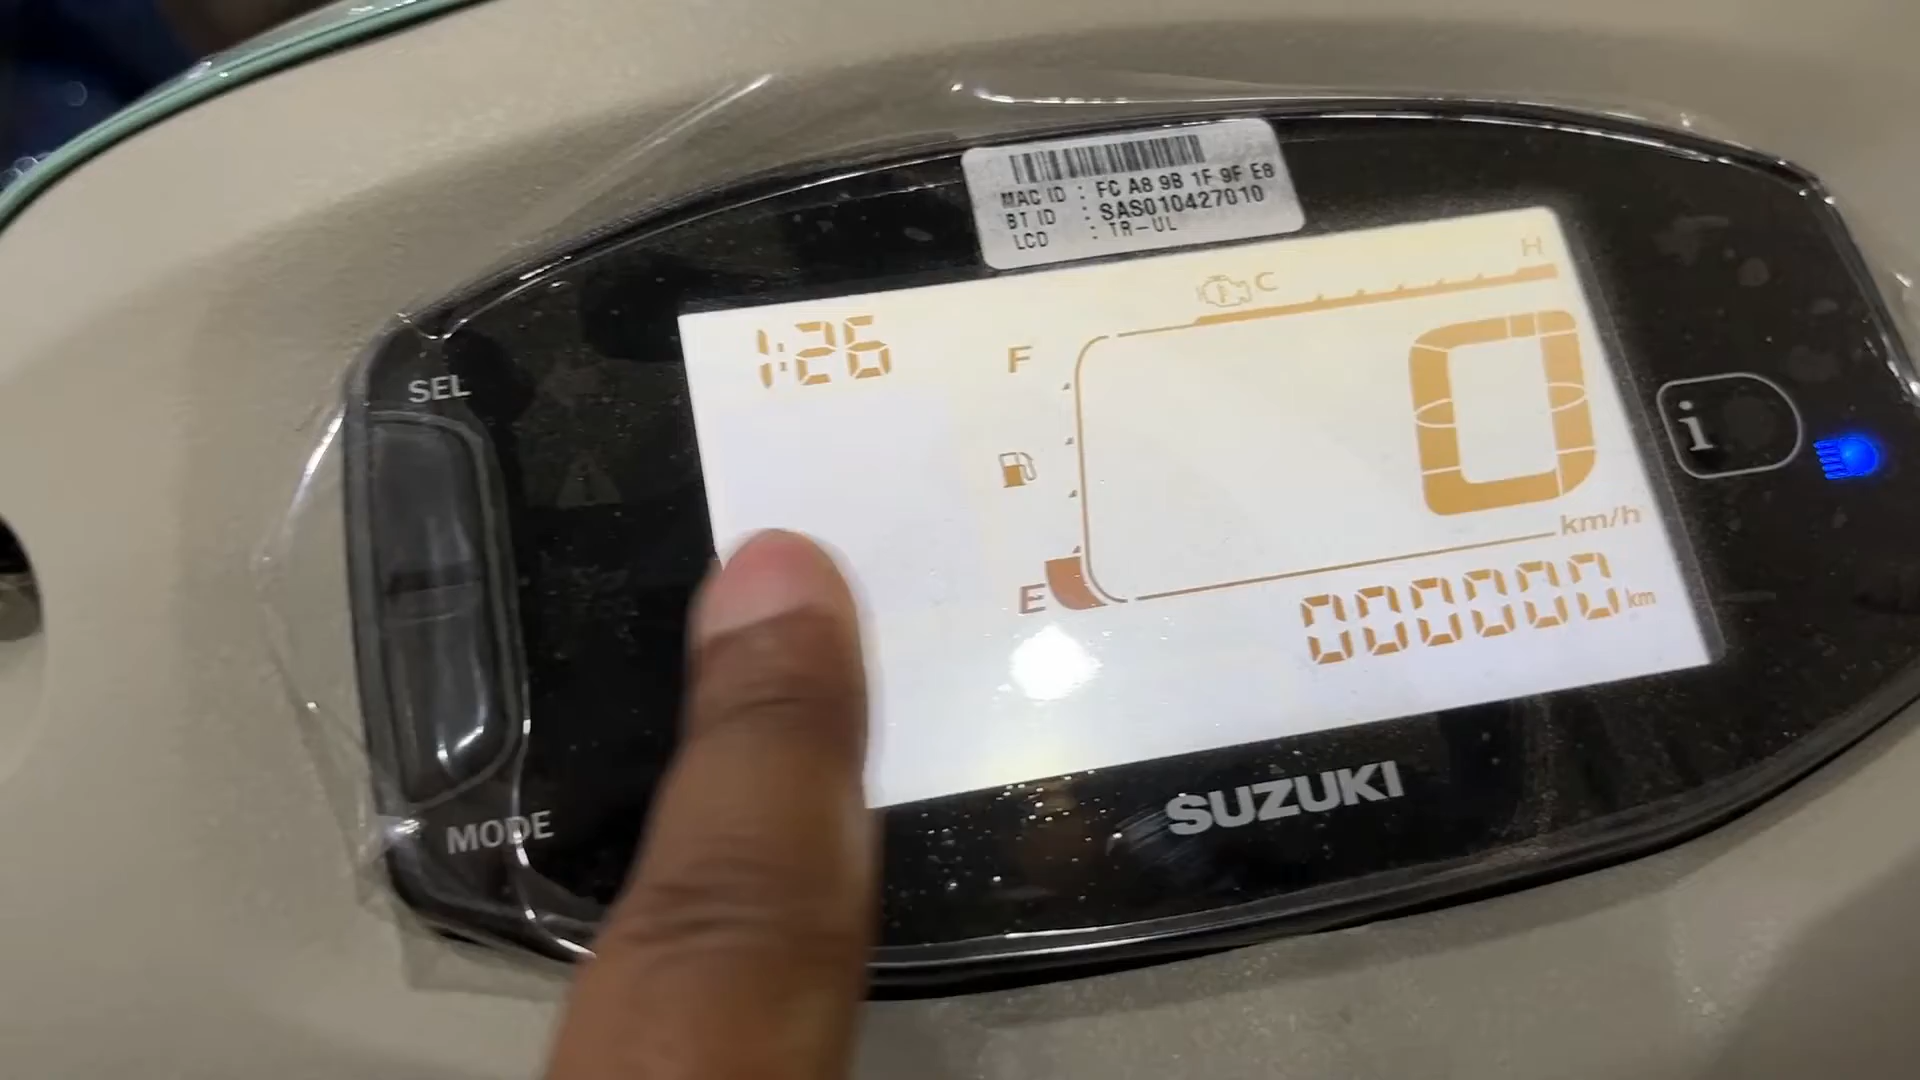 MAC ID : FC A8 9B 1F 9F E8
BT ID : SAS010427010
LCD : TR-UL
SEL
1:26
F
C
H
0
i
km/h
E
000000 km
MODE
SUZUKI